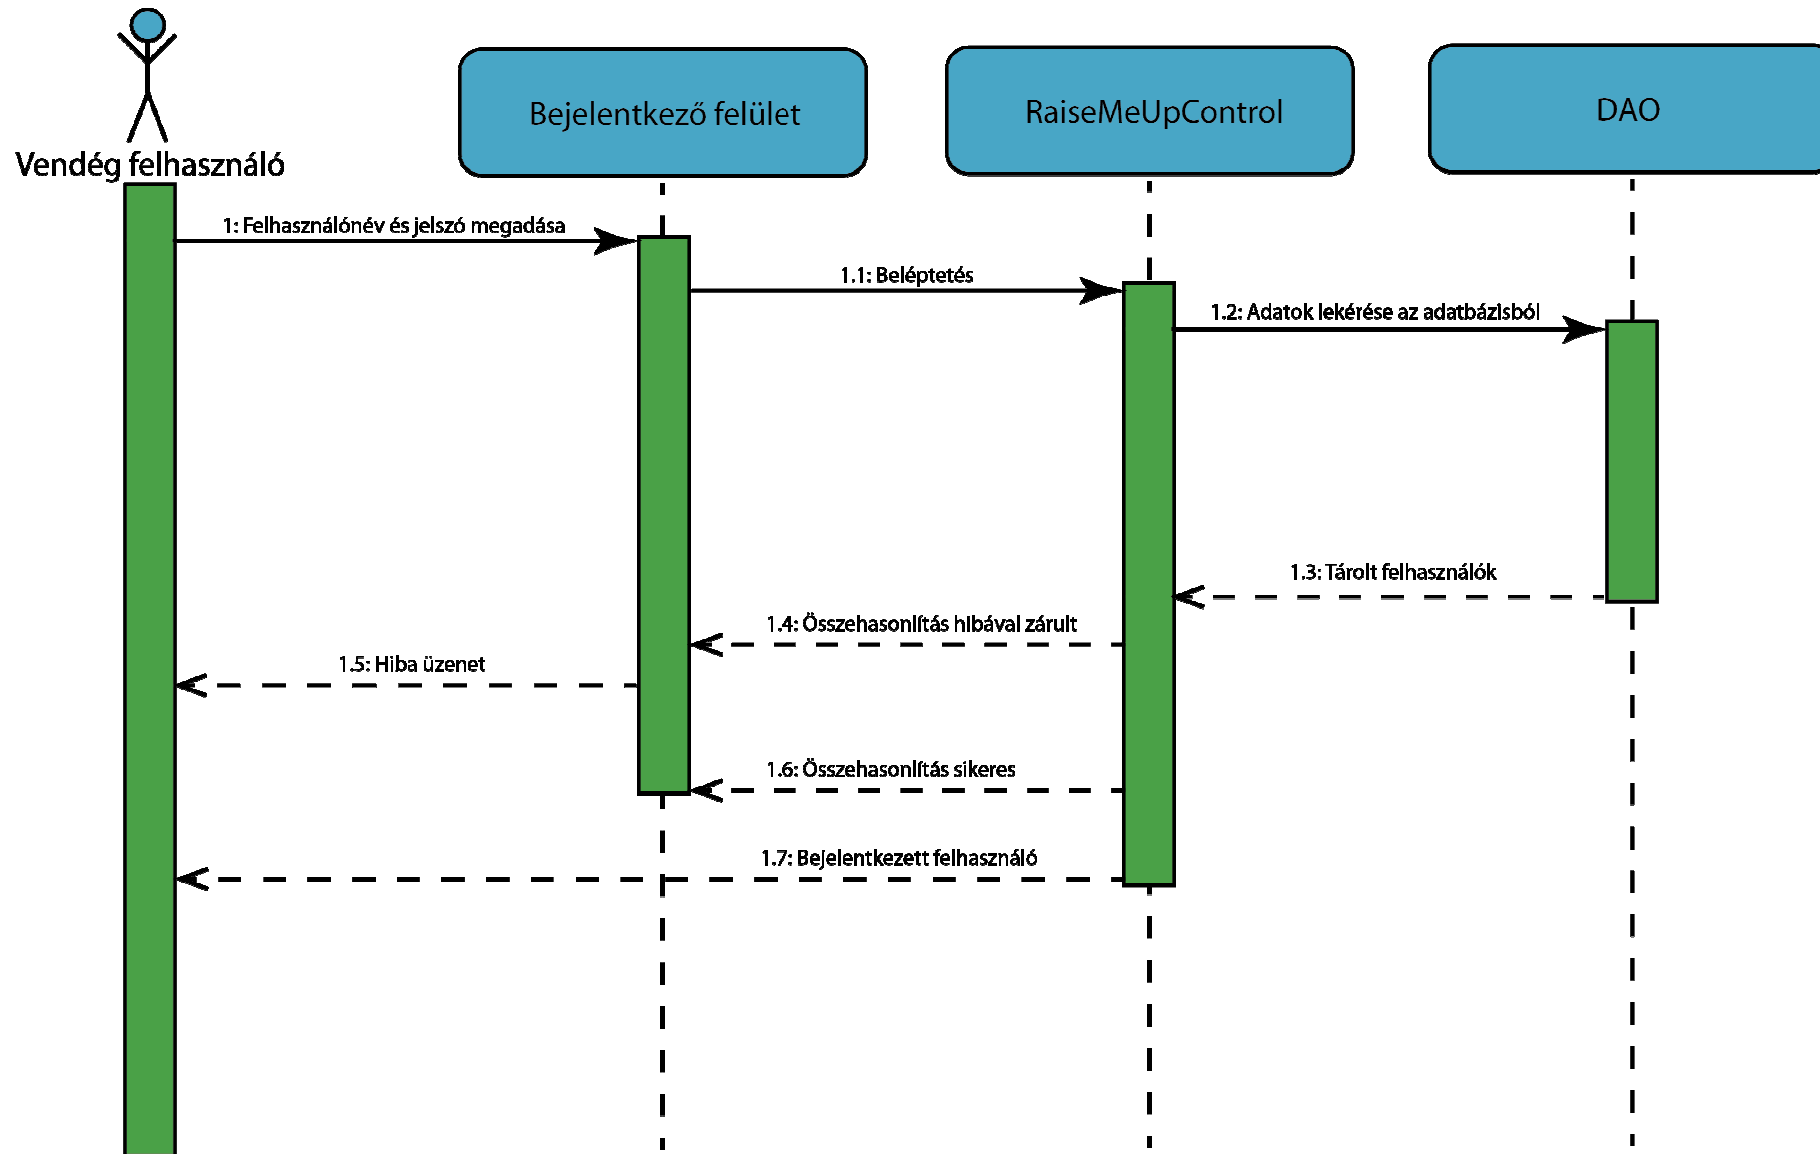 Vendég felhasználó
Bejelentkező felület
RaiseMeUpControl
DAO
1: Felhasználónév és jelszó megadása
1.1: Beléptetés
1.2: Adatok lekérése az adatbázisból
1.3: Tárolt felhasználók
1.4: Összehasonlítás hibával zárult
1.5: Hiba üzenet
1.6: Összehasonlítás sikeres
1.7: Bejelentkezett felhasználó